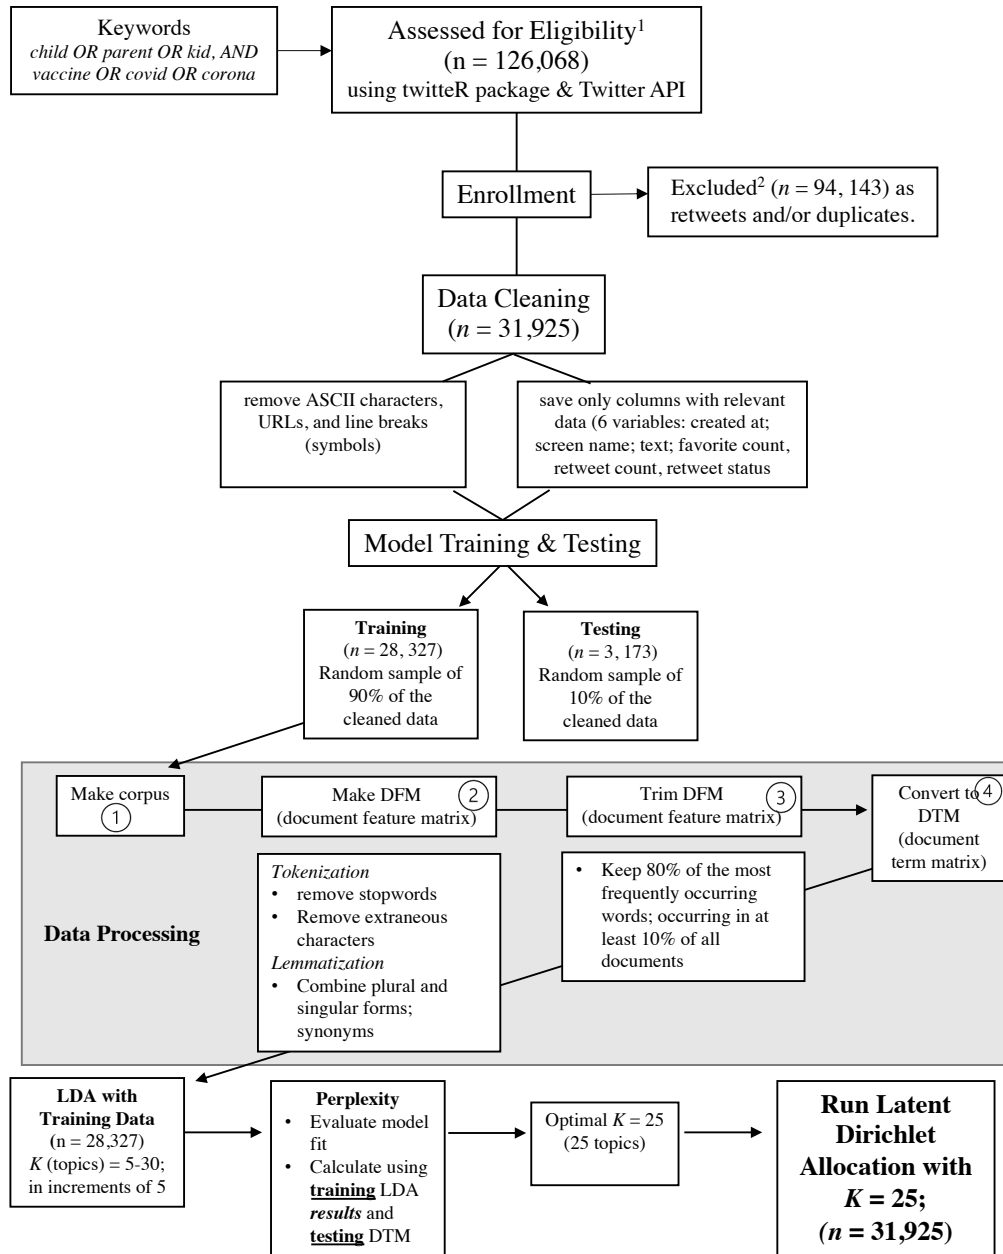 Keywords
child OR parent OR kid, AND
vaccine OR covid OR corona
Assessed for Eligibility1
(n = 126,068)
using twitteR package & Twitter API
Enrollment
Excluded2 (n = 94, 143) as
retweets and/or duplicates.
Data Cleaning
(n = 31,925)
remove ASCII characters,
URLs, and line breaks
(symbols)
save only columns with relevant
data (6 variables: created at;
screen name; text; favorite count,
retweet count, retweet status
Model Training & Testing
Training
(n = 28, 327)
Random sample of
90% of the
cleaned data
Testing
(n = 3, 173)
Random sample of
10% of the
cleaned data
Make corpus
1
Make DFM
(document feature matrix)
2
Trim DFM
(document feature matrix)
3
Convert to
DTM
(document
term matrix)
4
Data Processing
Tokenization
• remove stopwords
• Remove extraneous
characters
Lemmatization
• Combine plural and
singular forms;
synonyms
• Keep 80% of the most
frequently occurring
words; occurring in at
least 10% of all
documents
LDA with
Training Data
(n = 28,327)
K (topics) = 5-30;
in increments of 5
Perplexity
• Evaluate model
fit
• Calculate using
training LDA
results and
testing DTM
Optimal K = 25
(25 topics)
Run Latent
Dirichlet
Allocation with
K = 25;
(n = 31,925)